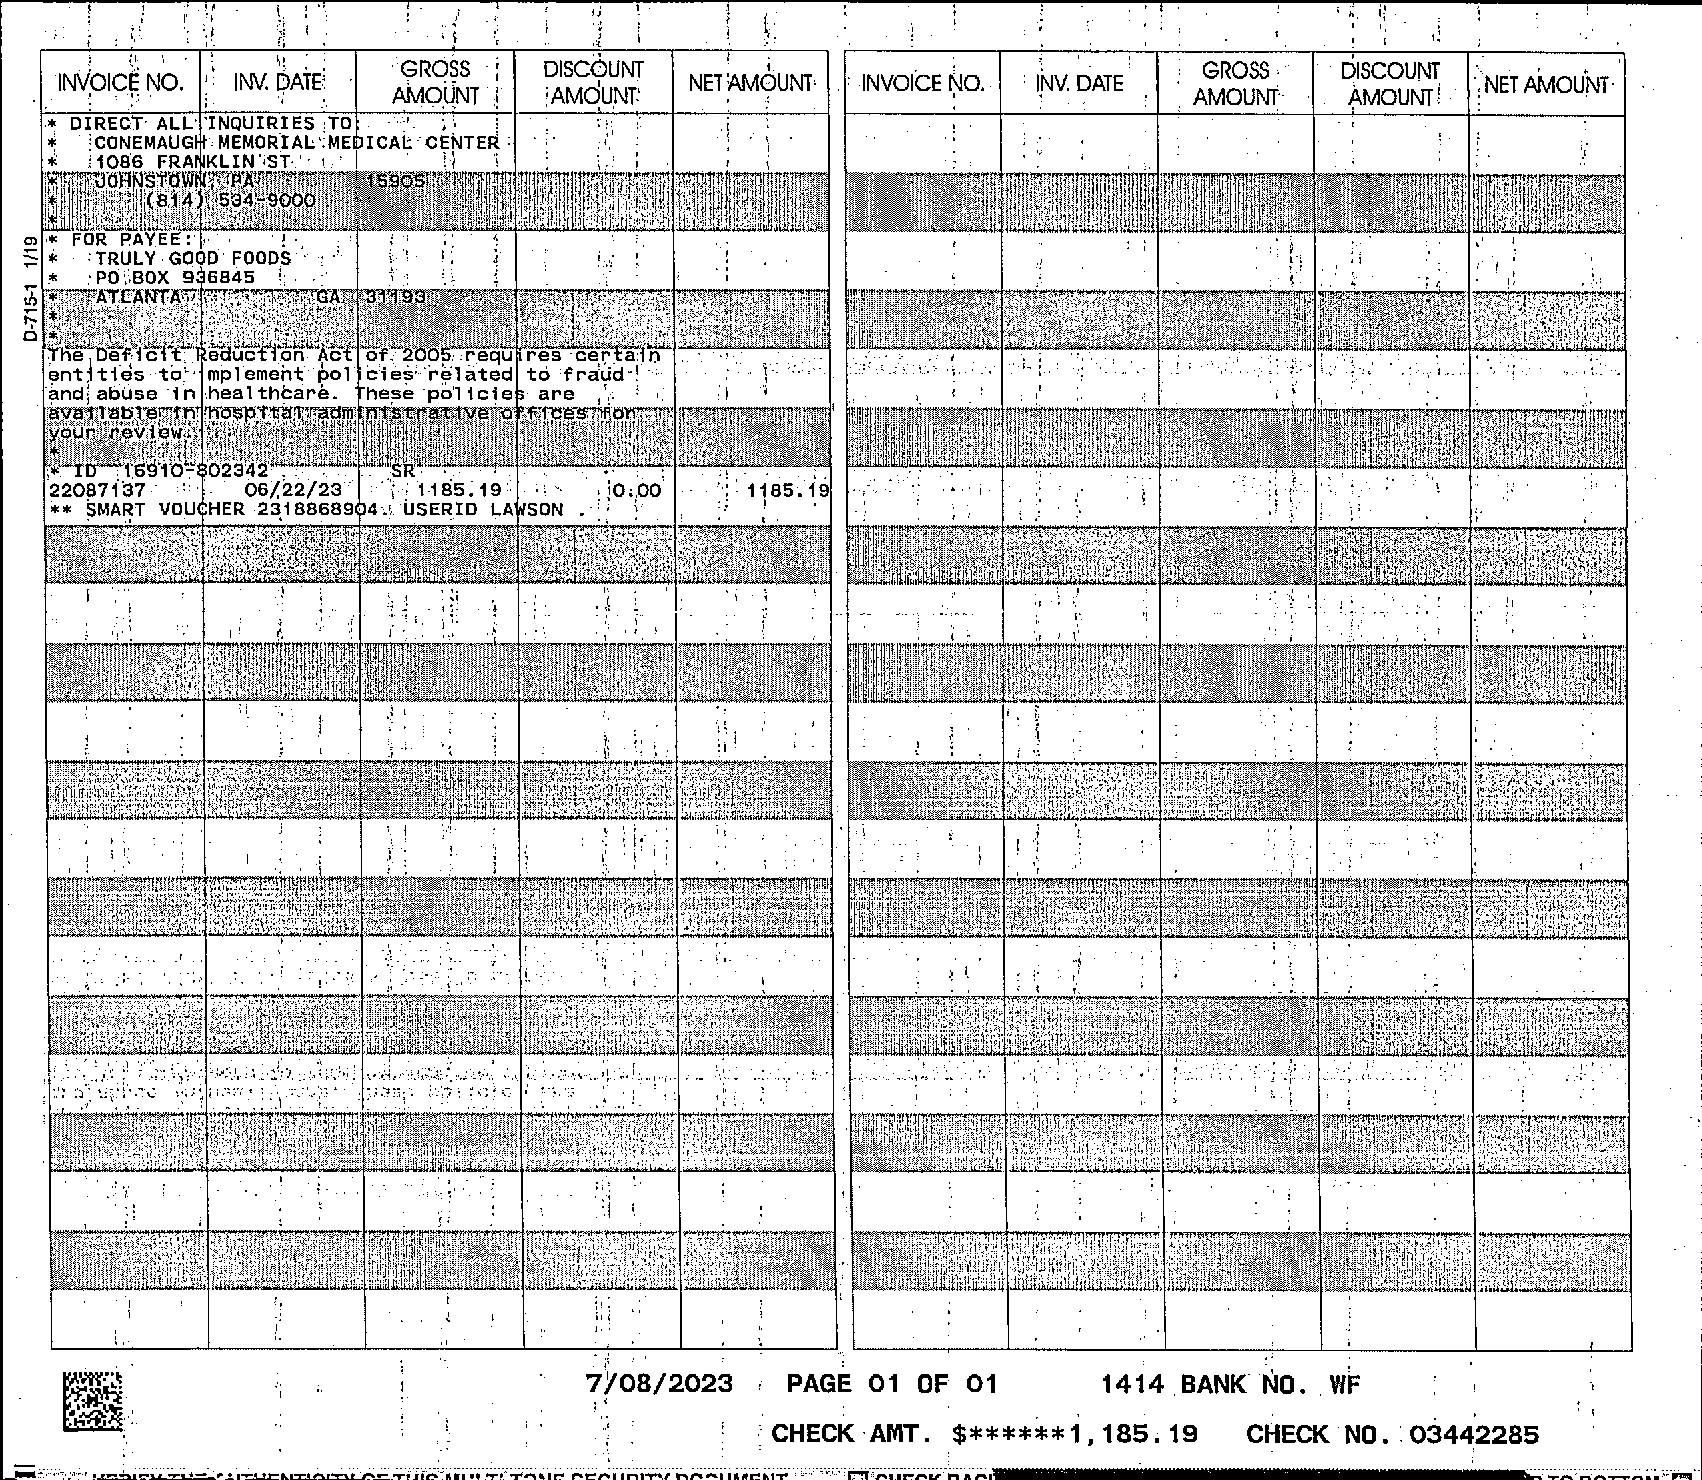 INVOICE NO. INV. DATE GROSS AMOUNT DISCOUNT AMOUNT NET AMOUNT INVOICE NO. INV. DATE GROSS AMOUNT DISCOUNT AMOUNT NET AMOUNT
* DIRECT ALL INQUIRIES TO:
* CONEMAUGH MEMORIAL MEDICAL CENTER
* 1086 FRANKLIN ST
* JOHNSTOWN, PA 15905
* (814) 534-9000
*
* FOR PAYEE:
* TRULY GOOD FOODS
* PO BOX 936845
* ATLANTA GA 31193
*
*
The Deficit Reduction Act of 2005 requires certain
entities to implement policies related to fraud
and abuse in healthcare. These policies are
available in hospital administrative offices for
your review.
*
* ID 16910-802342 SR
22087137 06/22/23 1185.19 0.00 1185.19
** SMART VOUCHER 2318868904 USERID LAWSON .
D-715-1 1/19
7/08/2023 PAGE 01 OF 01 1414 BANK NO. WF
CHECK AMT. $******1,185.19 CHECK NO. 03442285
VERIFY THE AUTHENTICITY OF THIS MULTI-TONE SECURITY DOCUMENT. CHECK BACK TO BOTTOM